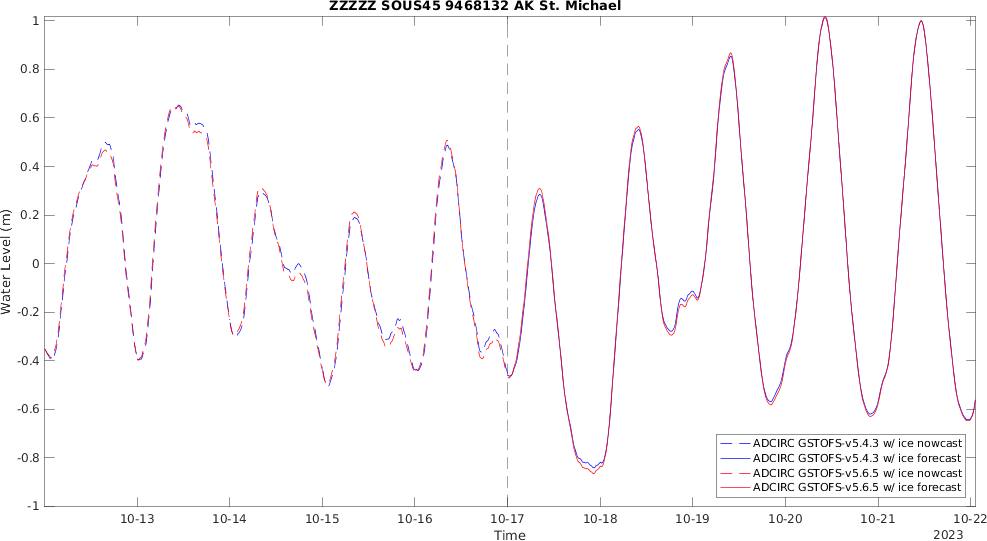 ZZZZZ SOUS45 9468132 AK St. Michael
1
0.8
0.6
0.4
0.2
0
-0.2
-0.4
-0.6
-0.8
-1
Water Level (m)
10-13 10-14 10-15 10-16 10-17 10-18 10-19 10-20 10-21 10-22
Time
2023
ADCIRC GSTOFS-v5.4.3 w/ ice nowcast
ADCIRC GSTOFS-v5.4.3 w/ ice forecast
ADCIRC GSTOFS-v5.6.5 w/ ice nowcast
ADCIRC GSTOFS-v5.6.5 w/ ice forecast